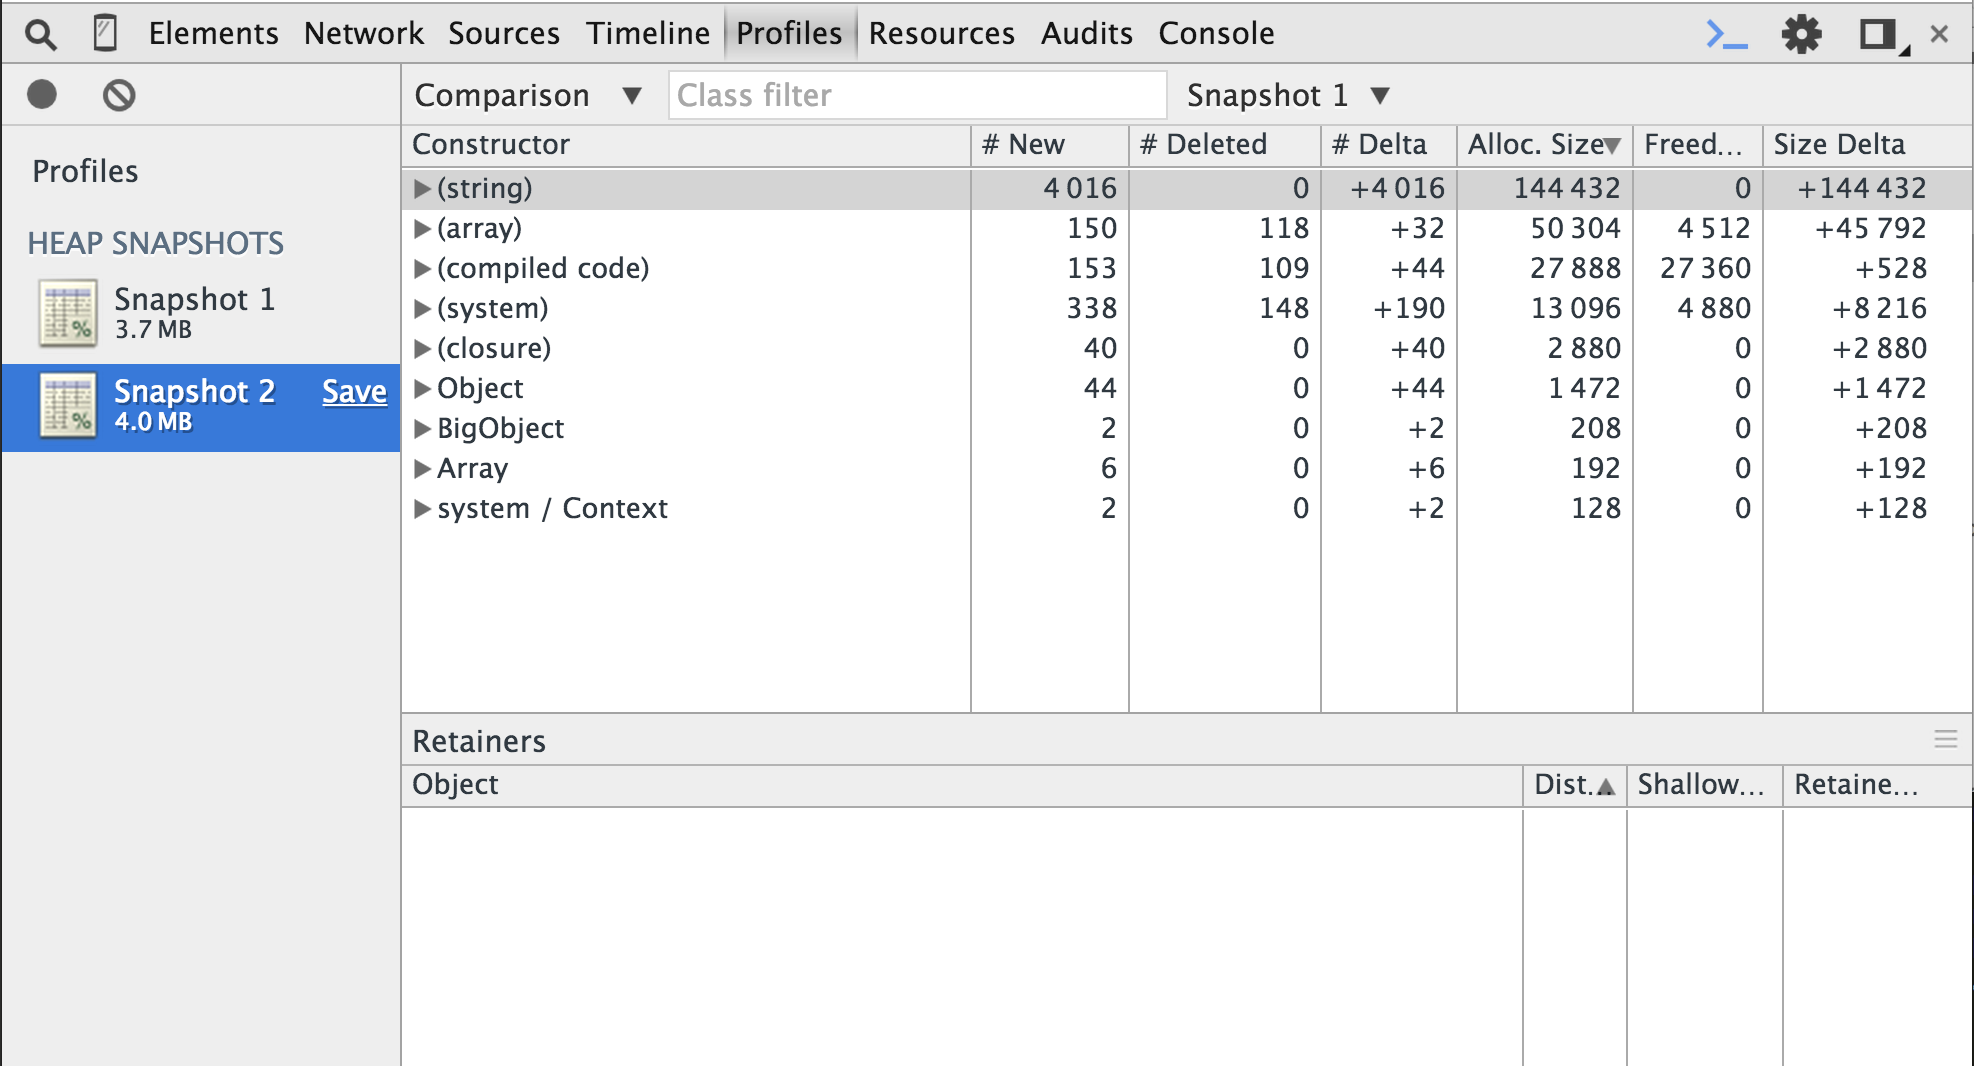 Elements Network Sources Timeline Profiles Resources Audits Console
Comparison ▼ Class filter Snapshot 1 ▼
Profiles
HEAP SNAPSHOTS
Snapshot 1
3.7 MB
Snapshot 2 Save
4.0 MB
Constructor # New # Deleted # Delta Alloc. Size▼ Freed... Size Delta
▶(string) 4 016 0 +4 016 144 432 0 +144 432
▶(array) 150 118 +32 50 304 4 512 +45 792
▶(compiled code) 153 109 +44 27 888 27 360 +528
▶(system) 338 148 +190 13 096 4 880 +8 216
▶(closure) 40 0 +40 2 880 0 +2 880
▶Object 44 0 +44 1 472 0 +1 472
▶BigObject 2 0 +2 208 0 +208
▶Array 6 0 +6 192 0 +192
▶system / Context 2 0 +2 128 0 +128
Retainers
Object Dist...▲ Shallow... Retaine...